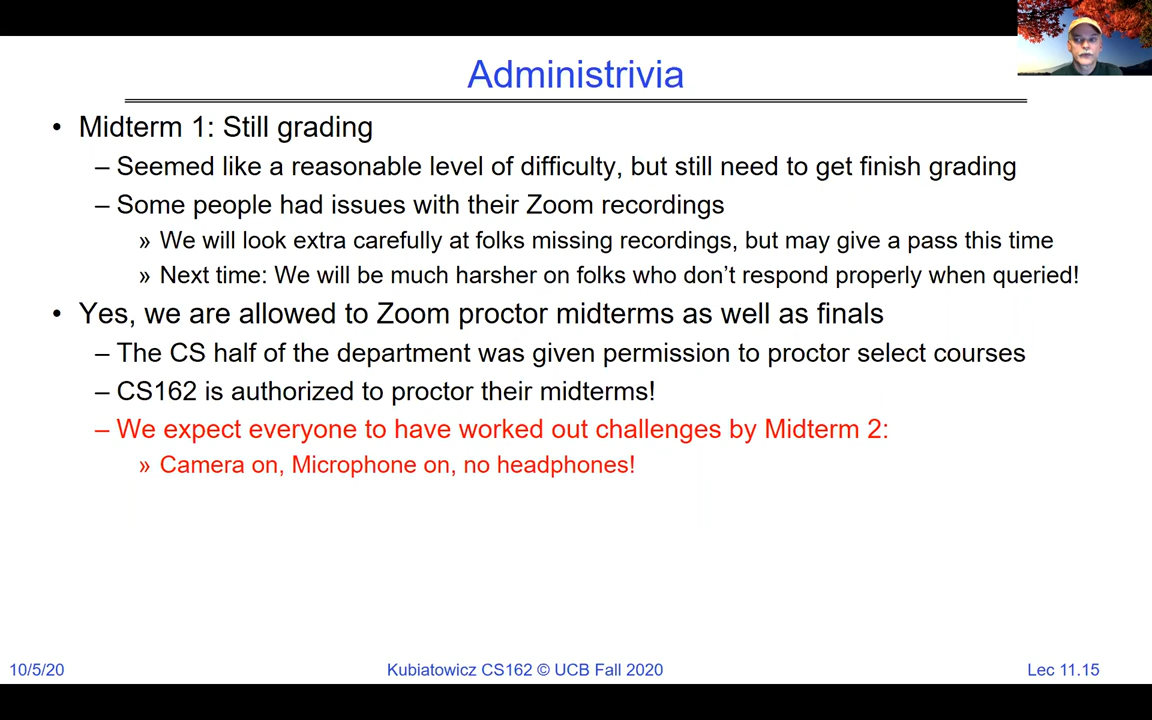 Administrivia
• Midterm 1: Still grading
– Seemed like a reasonable level of difficulty, but still need to get finish grading
– Some people had issues with their Zoom recordings
» We will look extra carefully at folks missing recordings, but may give a pass this time
» Next time: We will be much harsher on folks who don’t respond properly when queried!
• Yes, we are allowed to Zoom proctor midterms as well as finals
– The CS half of the department was given permission to proctor select courses
– CS162 is authorized to proctor their midterms!
– We expect everyone to have worked out challenges by Midterm 2:
» Camera on, Microphone on, no headphones!
10/5/20
Kubiatowicz CS162 © UCB Fall 2020
Lec 11.15